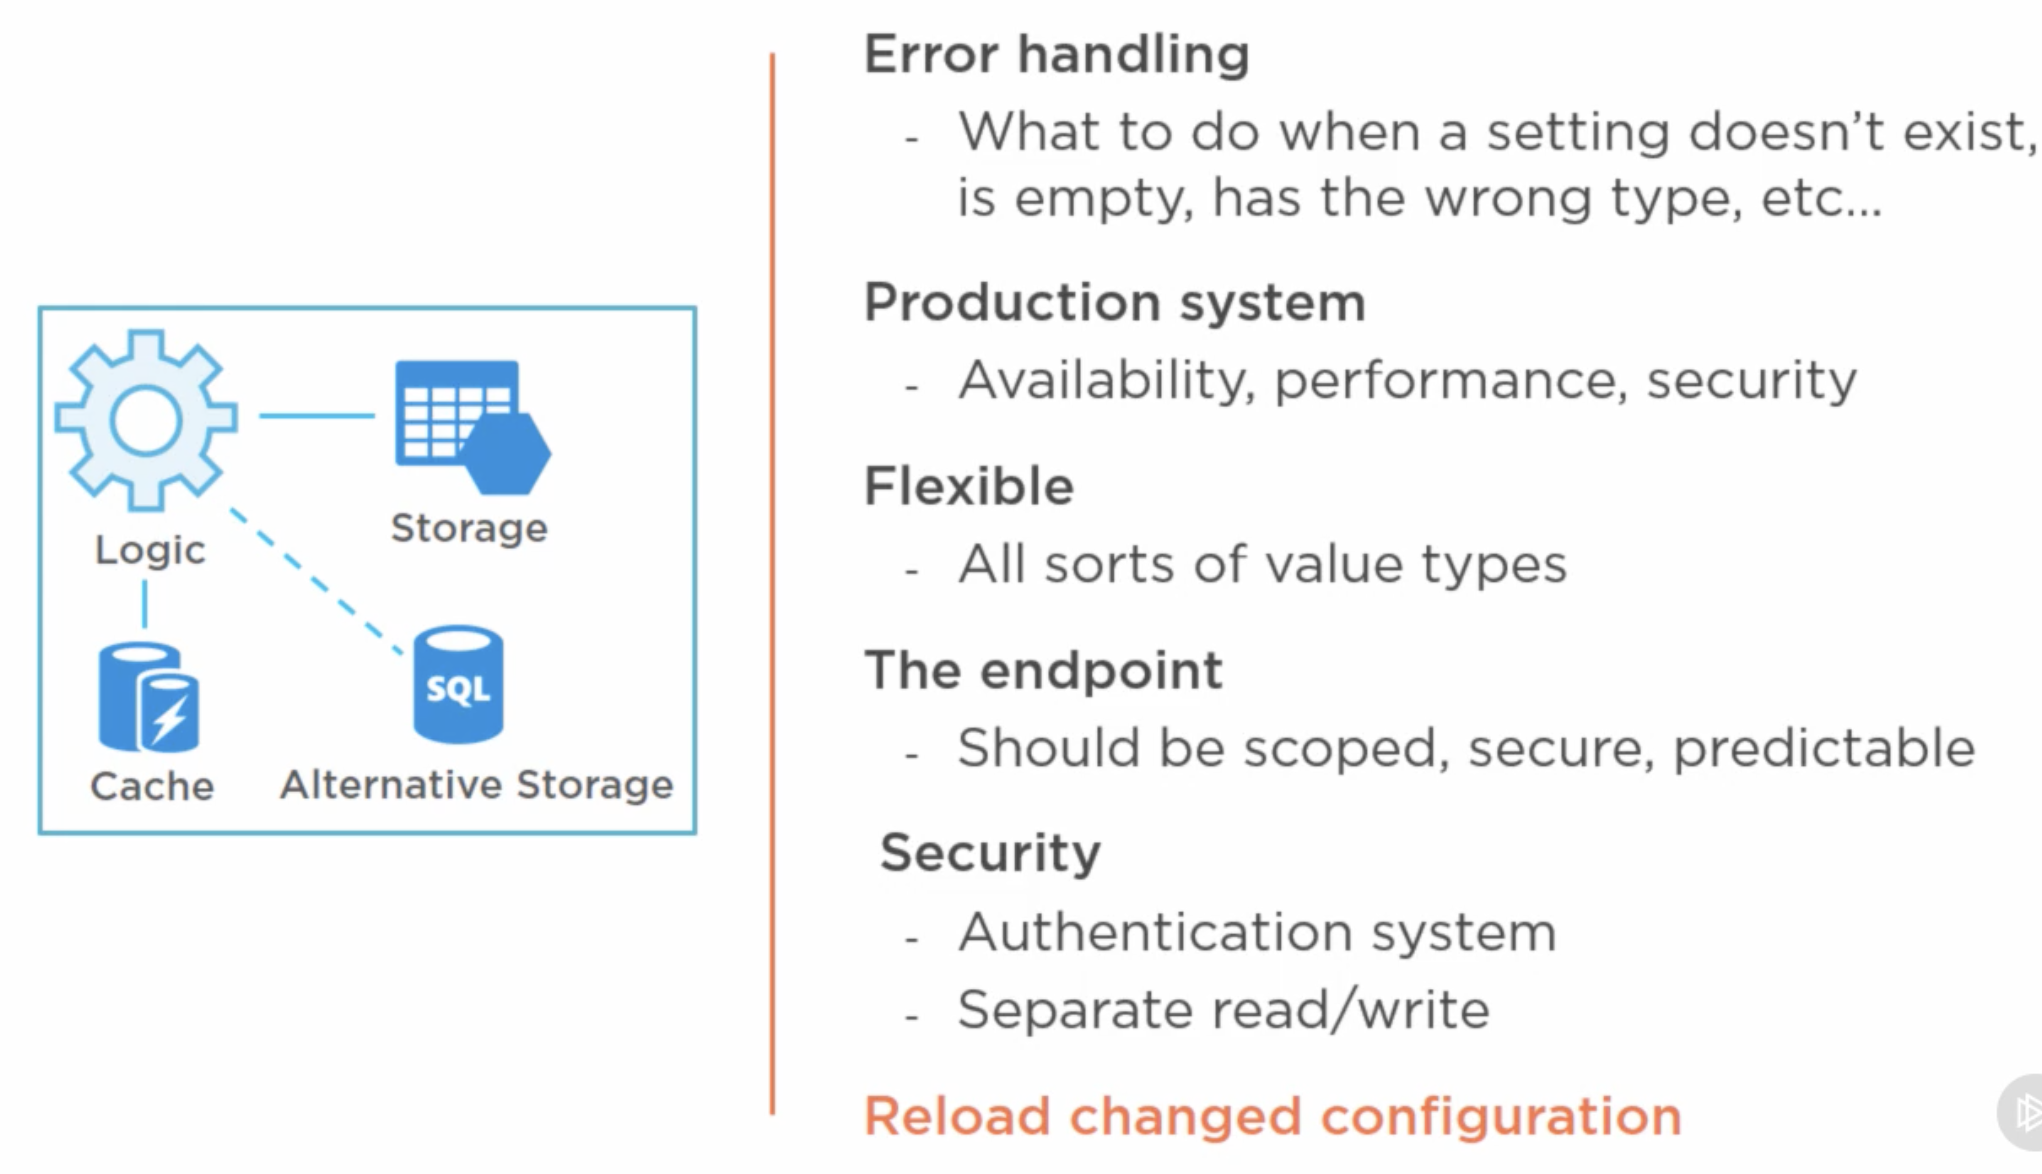 Error handling
- What to do when a setting doesn't exist,
is empty, has the wrong type, etc...
Production system
- Availability, performance, security
Flexible
- All sorts of value types
The endpoint
- Should be scoped, secure, predictable
Security
- Authentication system
- Separate read/write
Reload changed configuration
Logic
Storage
SQL
Cache
Alternative Storage